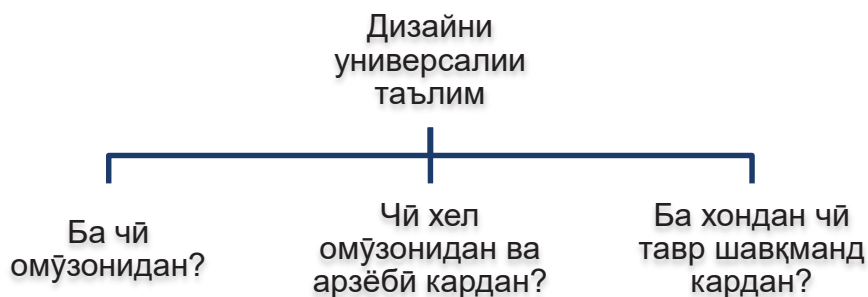 Дизайни
универсалии
таълим
Ба чӣ
омӯзонидан?
Чӣ хел
омӯзонидан ва
арзёбӣ кардан?
Ба хондан чӣ
тавр шавқманд
кардан?